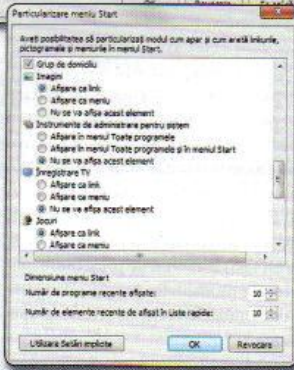 Particularizare meniu Start
Aveți posibilitatea să particularizați modul cum apar și cum arată linkurile,
pictogramele și meniurile în meniul Start.
Grup de domiciliu
Imagini
Afișare ca link
Afișare ca meniu
Nu se va afișa acest element
Instrumente de administrare pentru sistem
Afișare în meniul Toate programele
Afișare în meniul Toate programele și în meniul Start
Nu se va afișa acest element
Înregistrare TV
Afișare ca link
Afișare ca meniu
Nu se va afișa acest element
Jocuri
Afișare ca link
Afișare ca meniu
Dimensiune meniu Start
Număr de programe recente afișate: 10
Număr de elemente recente de afișat în Liste rapide: 10
Utilizare Setări implicite OK Revocare